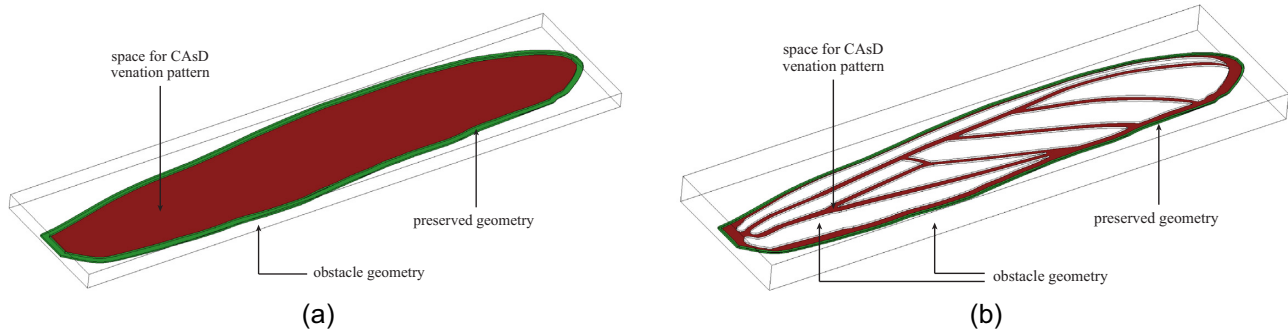 space for CAsD
venation pattern
preserved geometry
obstacle geometry
(a)
space for CAsD
venation pattern
preserved geometry
obstacle geometry
(b)